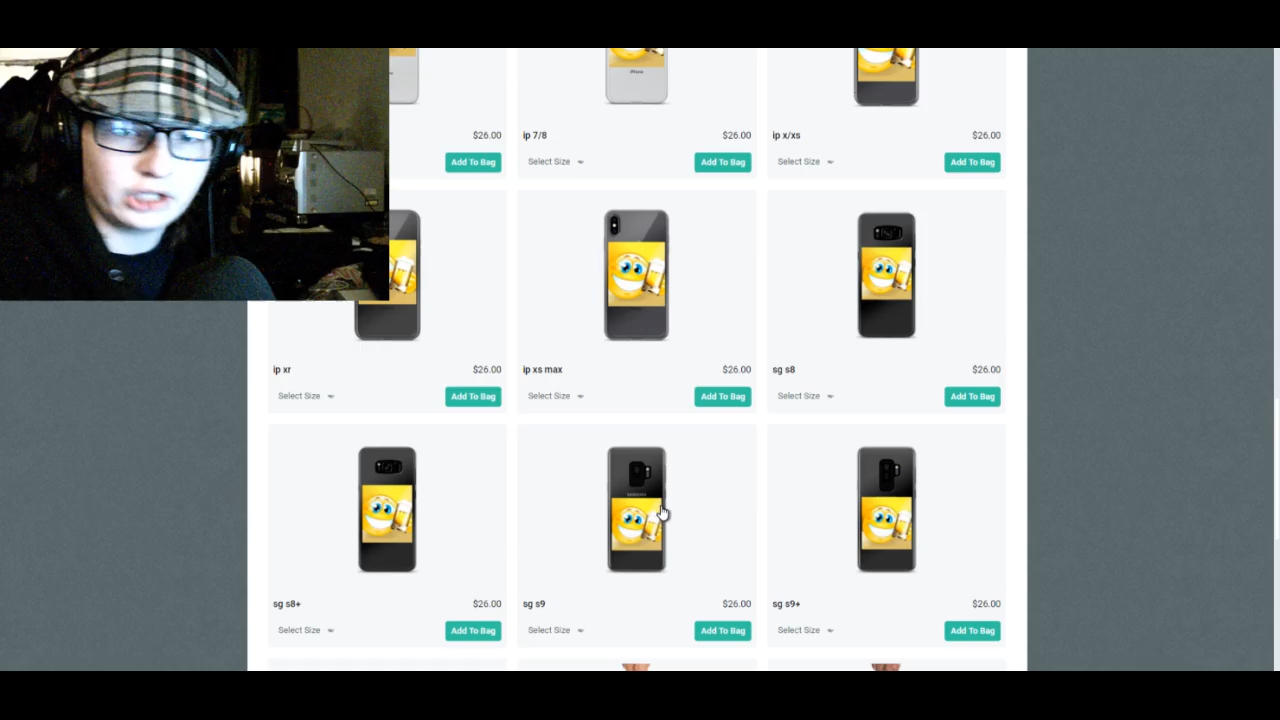 iPhone
$26.00
ip 7/8
$26.00
ip x/xs
$26.00
Add To Bag
Select Size
Add To Bag
Select Size
Add To Bag
ip xr
$26.00
ip xs max
$26.00
sg s8
$26.00
Select Size
Add To Bag
Select Size
Add To Bag
Select Size
Add To Bag
SAMSUNG
sg s8+
$26.00
sg s9
$26.00
sg s9+
$26.00
Select Size
Add To Bag
Select Size
Add To Bag
Select Size
Add To Bag